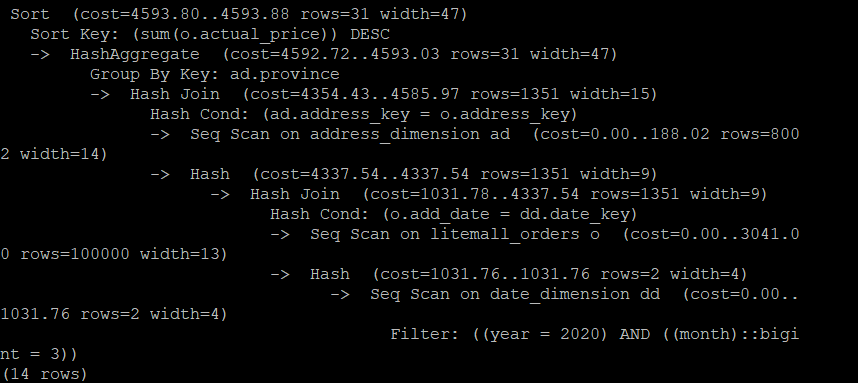 Sort  (cost=4593.80..4593.88 rows=31 width=47)
Sort Key: (sum(o.actual_price)) DESC
->  HashAggregate  (cost=4592.72..4593.03 rows=31 width=47)
Group By Key: ad.province
->  Hash Join  (cost=4354.43..4585.97 rows=1351 width=15)
Hash Cond: (ad.address_key = o.address_key)
->  Seq Scan on address_dimension ad  (cost=0.00..188.02 rows=800
2 width=14)
->  Hash  (cost=4337.54..4337.54 rows=1351 width=9)
->  Hash Join  (cost=1031.78..4337.54 rows=1351 width=9)
Hash Cond: (o.add_date = dd.date_key)
->  Seq Scan on litemall_orders o  (cost=0.00..3041.0
0 rows=100000 width=13)
->  Hash  (cost=1031.76..1031.76 rows=2 width=4)
->  Seq Scan on date_dimension dd  (cost=0.00..
1031.76 rows=2 width=4)
Filter: ((year = 2020) AND ((month)::bigi
nt = 3))
(14 rows)